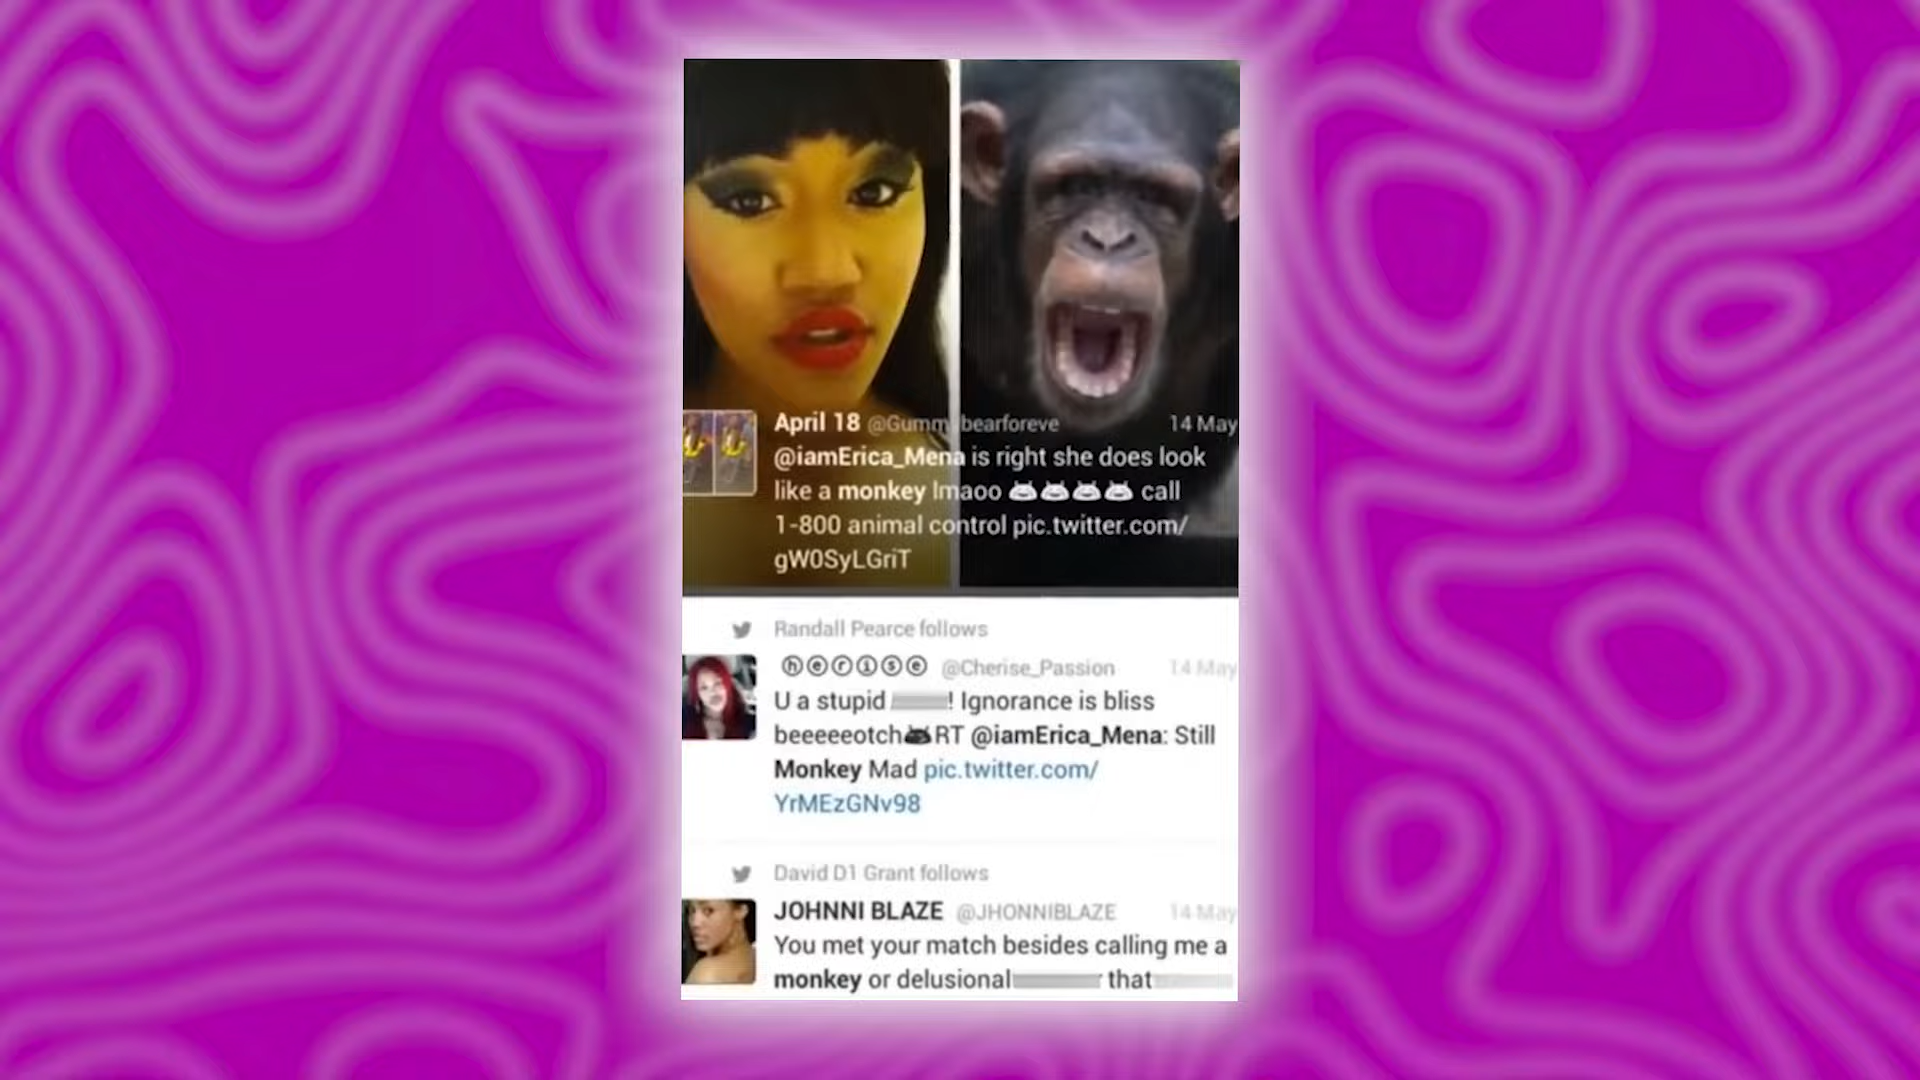 April 18 @Gummybearforeve 14 May
@iamErica_Mena is right she does look
like a monkey lmaoo call
1-800 animal control pic.twitter.com/
gW0SyLGriT
Randall Pearce follows
ⓗⓔⓡⓘⓢⓔ @Cherise_Passion 14 May
U a stupid ! Ignorance is bliss
beeeeeotch RT @iamErica_Mena: Still
Monkey Mad pic.twitter.com/
YrMEzGNv98
David D1 Grant follows
JOHNNI BLAZE @JHONNIBLAZE 14 May
You met your match besides calling me a
monkey or delusional that